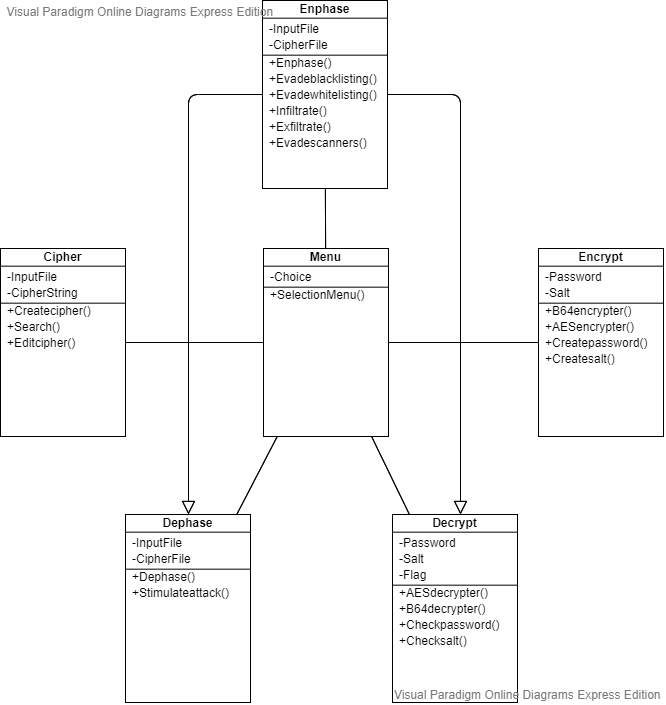 Visual Paradigm Online Diagrams Express Edition
Enphase
-InputFile
-CipherFile
+Enphase()
+Evadeblacklisting()
+Evadewhitelisting()
+Infiltrate()
+Exfiltrate()
+Evadescanners()
Cipher
-InputFile
-CipherString
+Createcipher()
+Search()
+Editcipher()
Menu
-Choice
+SelectionMenu()
Encrypt
-Password
-Salt
+B64encrypter()
+AESencrypter()
+Createpassword()
+Createsalt()
Dephase
-InputFile
-CipherFile
+Dephase()
+Stimulateattack()
Decrypt
-Password
-Salt
-Flag
+AESdecrypter()
+B64decrypter()
+Checkpassword()
+Checksalt()
Visual Paradigm Online Diagrams Express Edition